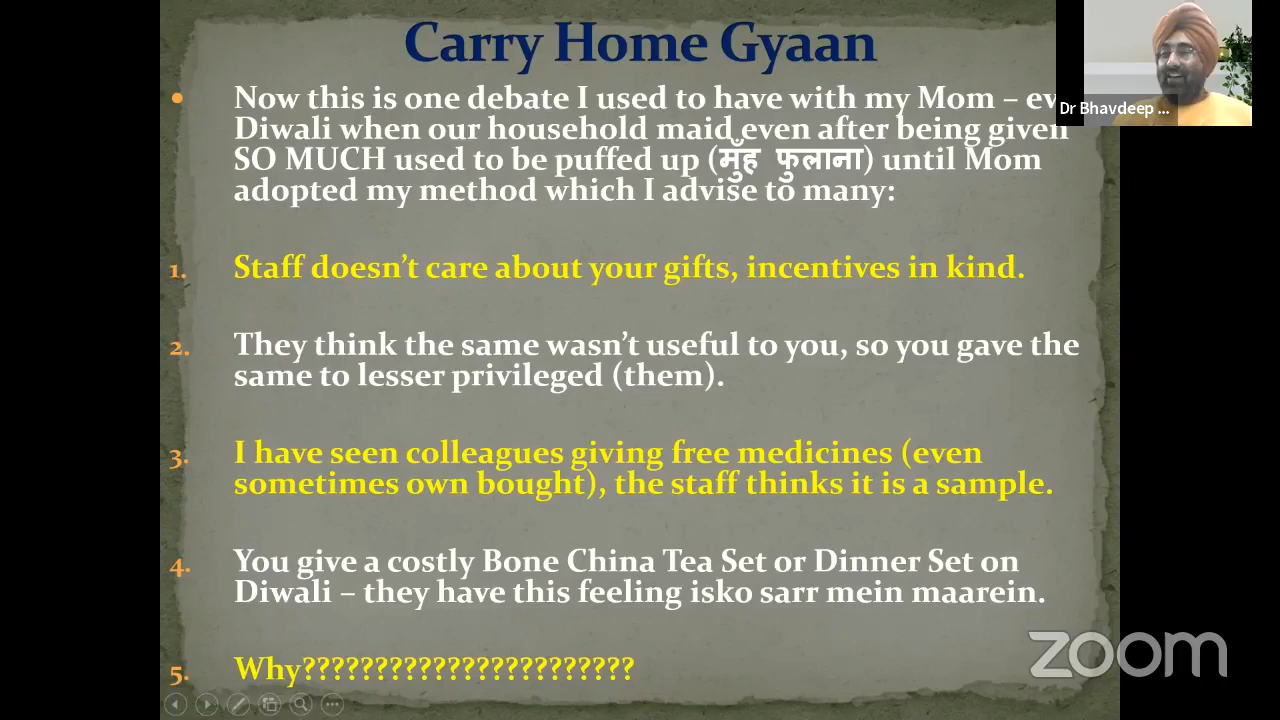 Carry Home Gyaan
• Now this is one debate I used to have with my Mom – ev
Diwali when our household maid even after being given
SO MUCH used to be puffed up (मुँह फुलाना) until Mom
adopted my method which I advise to many:
1. Staff doesn’t care about your gifts, incentives in kind.
2. They think the same wasn’t useful to you, so you gave the
same to lesser privileged (them).
3. I have seen colleagues giving free medicines (even
sometimes own bought), the staff thinks it is a sample.
4. You give a costly Bone China Tea Set or Dinner Set on
Diwali – they have this feeling isko sarr mein maarein.
5. Why???????????????????????
Dr Bhavdeep ...
zoom